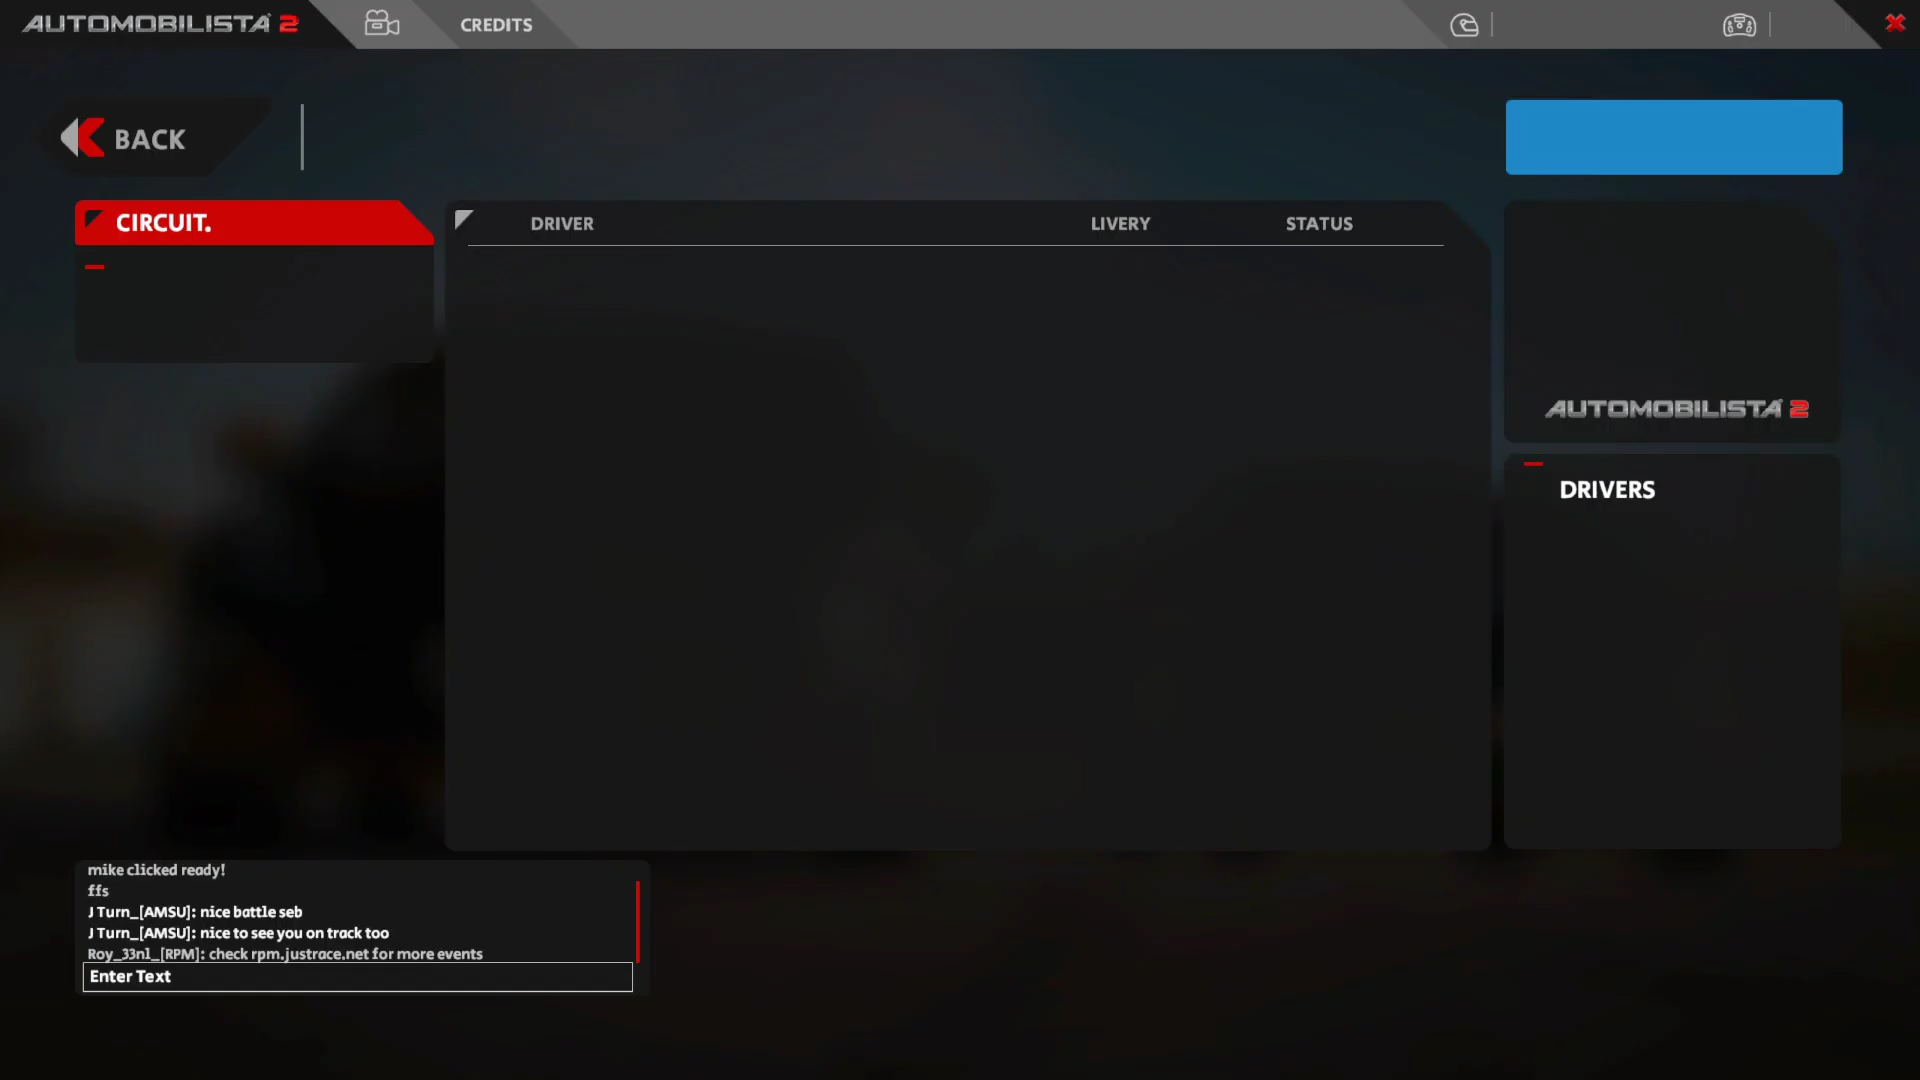 AUTOMOBILISTA 2
CREDITS
BACK
CIRCUIT.
DRIVER LIVERY STATUS
AUTOMOBILISTA 2
DRIVERS
mike clicked ready!
ffs
J Turn_[AMSU]: nice battle seb
J Turn_[AMSU]: nice to see you on track too
Roy_33nl_[RPM]: check rpm.justrace.net for more events
Enter Text